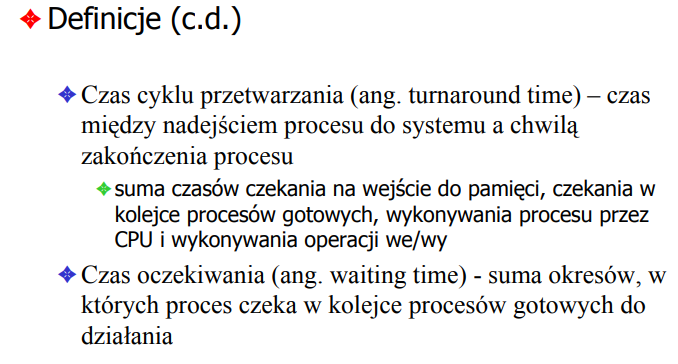 Definicje (c.d.)
Czas cyklu przetwarzania (ang. turnaround time) – czas
między nadejściem procesu do systemu a chwilą
zakończenia procesu
suma czasów czekania na wejście do pamięci, czekania w
kolejce procesów gotowych, wykonywania procesu przez
CPU i wykonywania operacji we/wy
Czas oczekiwania (ang. waiting time) - suma okresów, w
których proces czeka w kolejce procesów gotowych do
działania